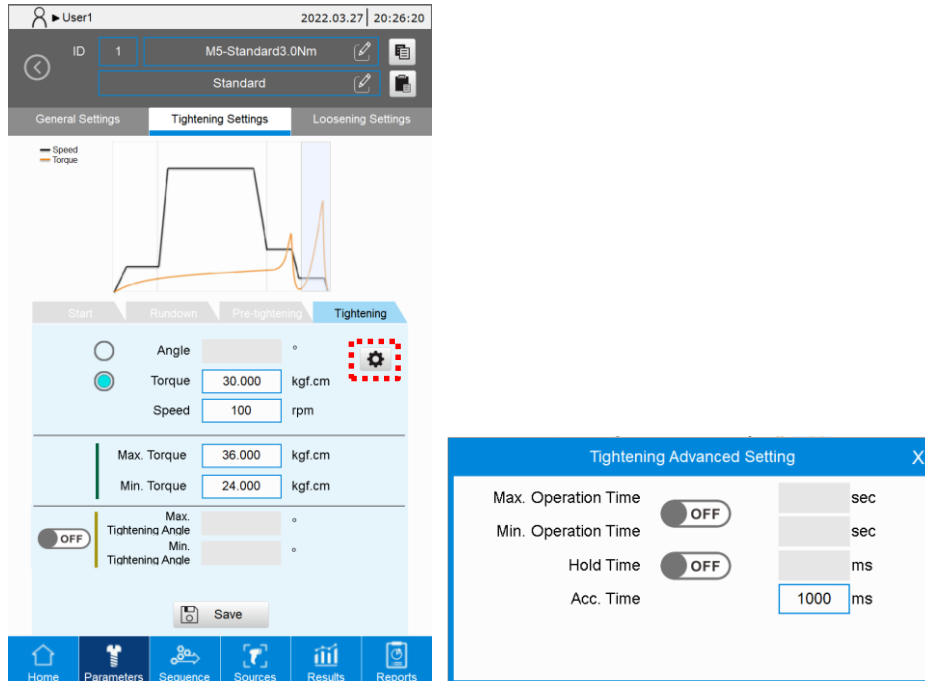 ▶ User1
2022.03.27 20:26:20
ID 1 M5-Standard3.0Nm
Standard
General Settings Tightening Settings Loosening Settings
Speed
Torque
Start Rundown Pre-tightening Tightening
Angle °
Torque 30.000 kgf.cm
Speed 100 rpm
Max. Torque 36.000 kgf.cm
Min. Torque 24.000 kgf.cm
Max.
Tightening Angle °
OFF
Min.
Tightening Angle °
Save
Home Parameters Sequence Sources Results Reports
Tightening Advanced Setting X
Max. Operation Time sec
OFF
Min. Operation Time sec
Hold Time OFF ms
Acc. Time 1000 ms